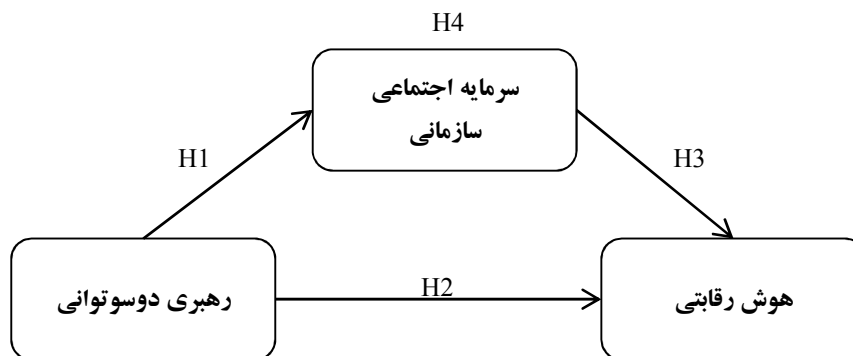 H4
سرمایه اجتماعی
سازمانی
H1
H3
رهبری دوسوتوانی
H2
هوش رقابتی